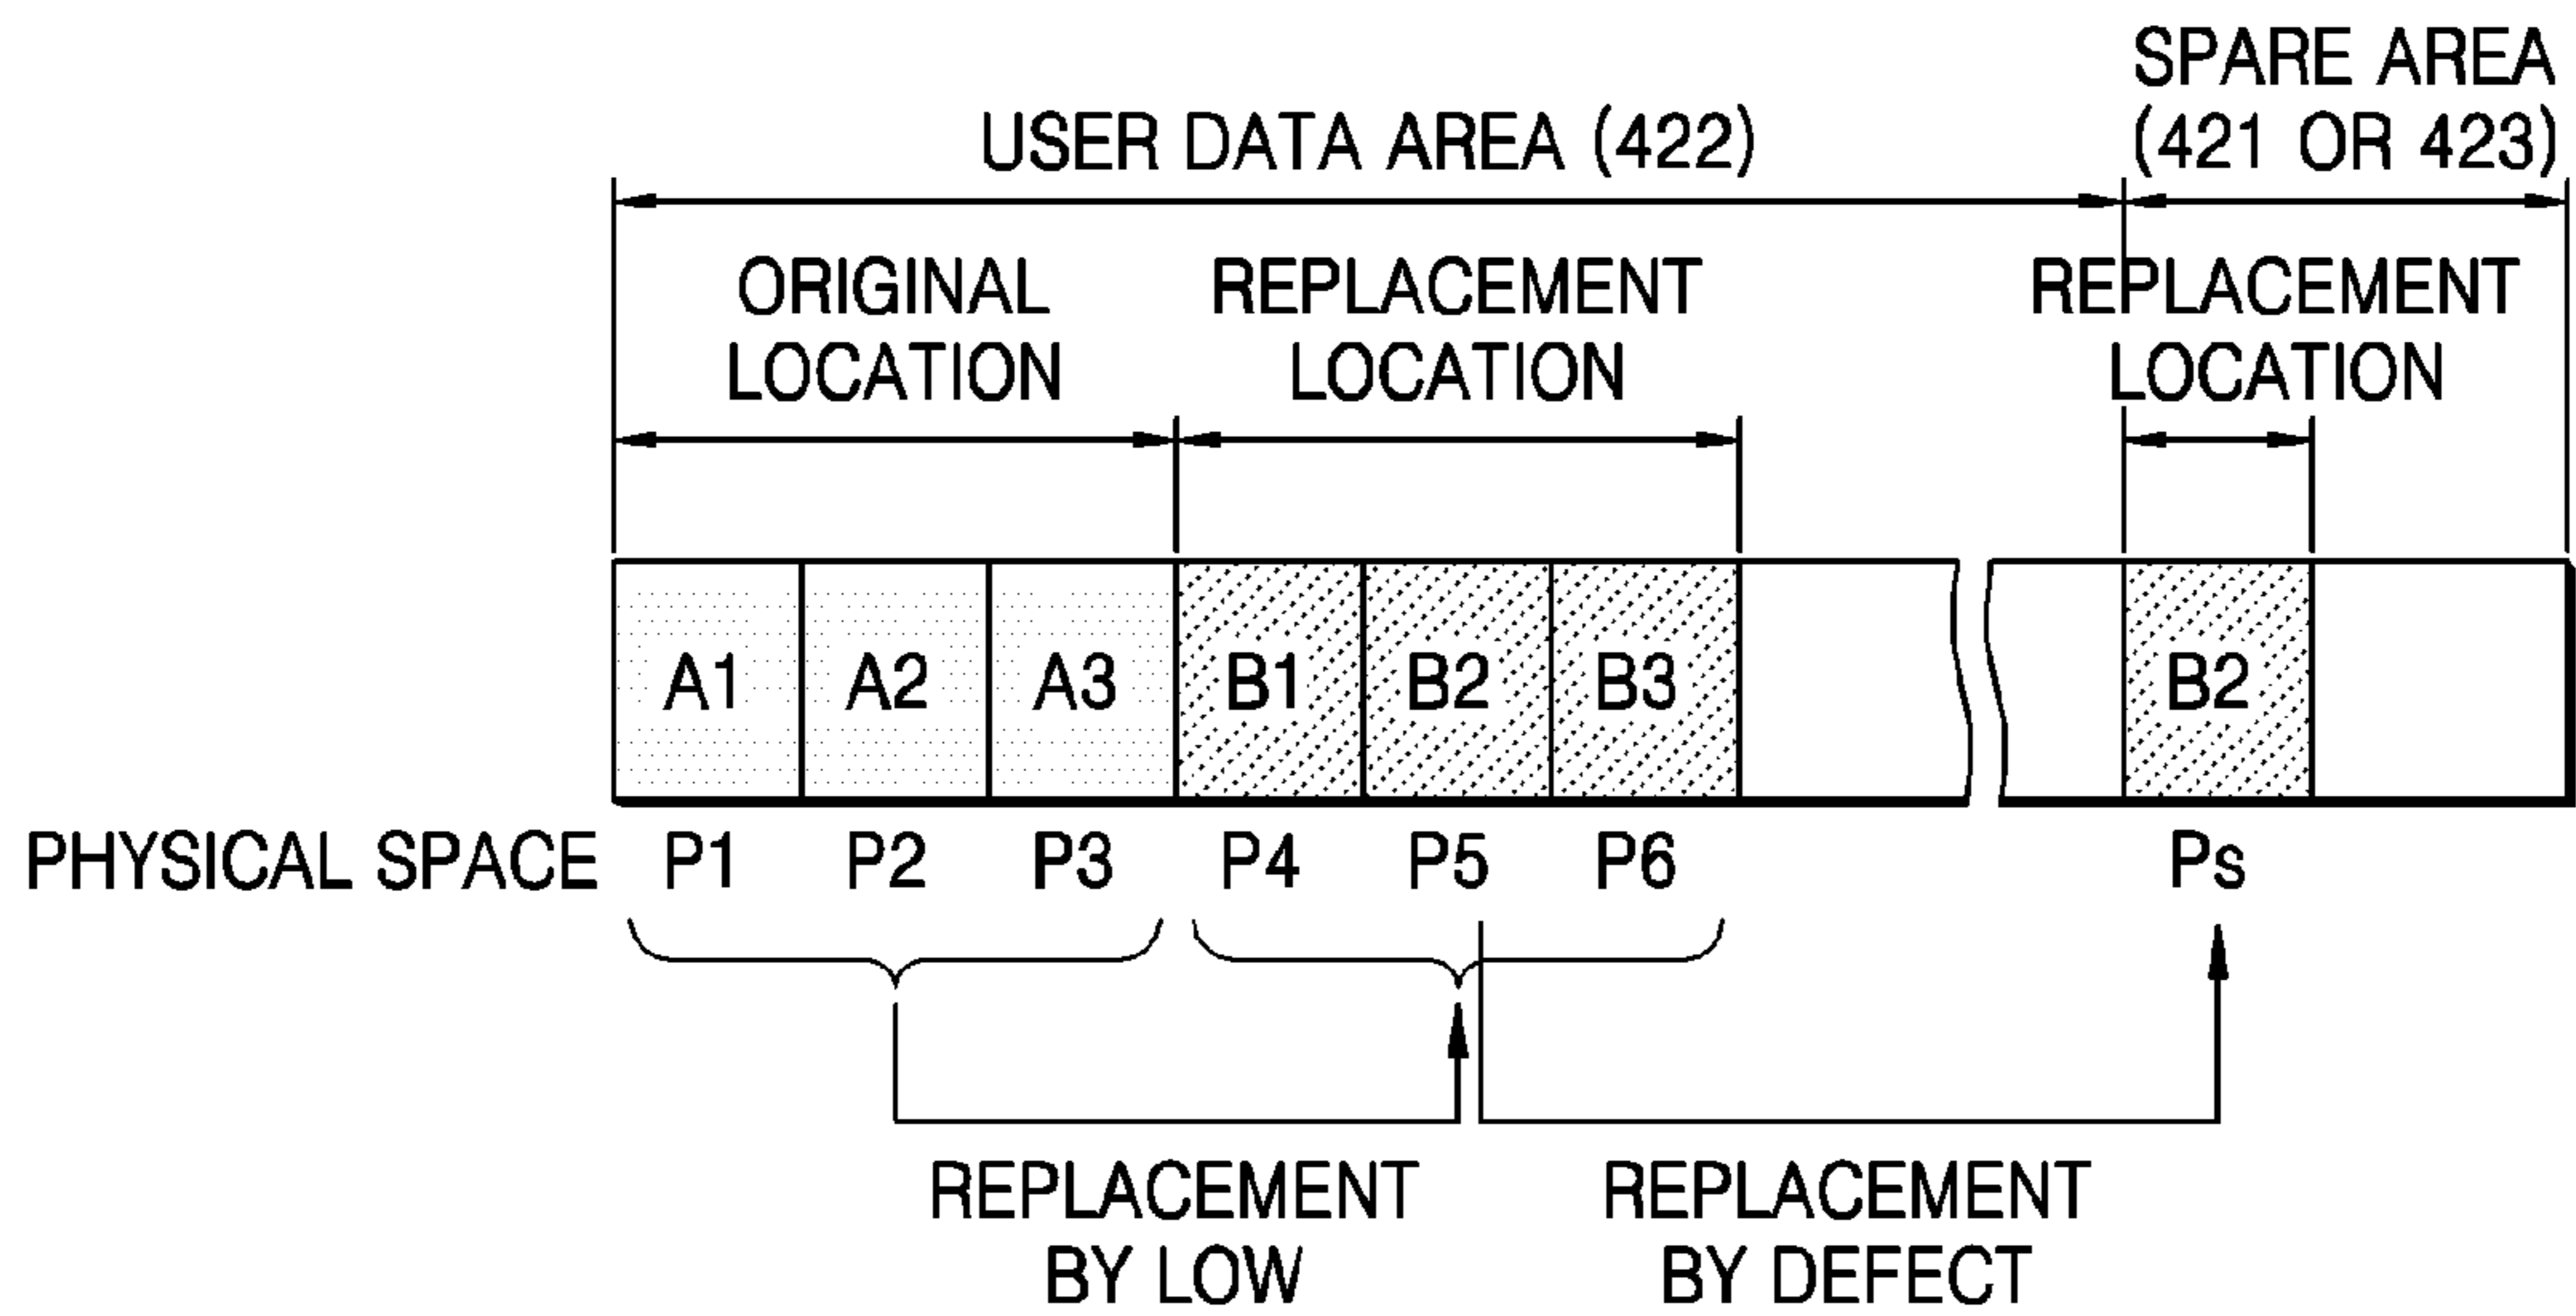 SPARE AREA
USER DATA AREA (422)
(421 OR 423)
ORIGINAL
LOCATION
REPLACEMENT
LOCATION
REPLACEMENT
LOCATION
A1 A2 A3 B1 B2 B3 B2
PHYSICAL SPACE P1 P2 P3 P4 P5 P6 Ps
REPLACEMENT
BY LOW
REPLACEMENT
BY DEFECT